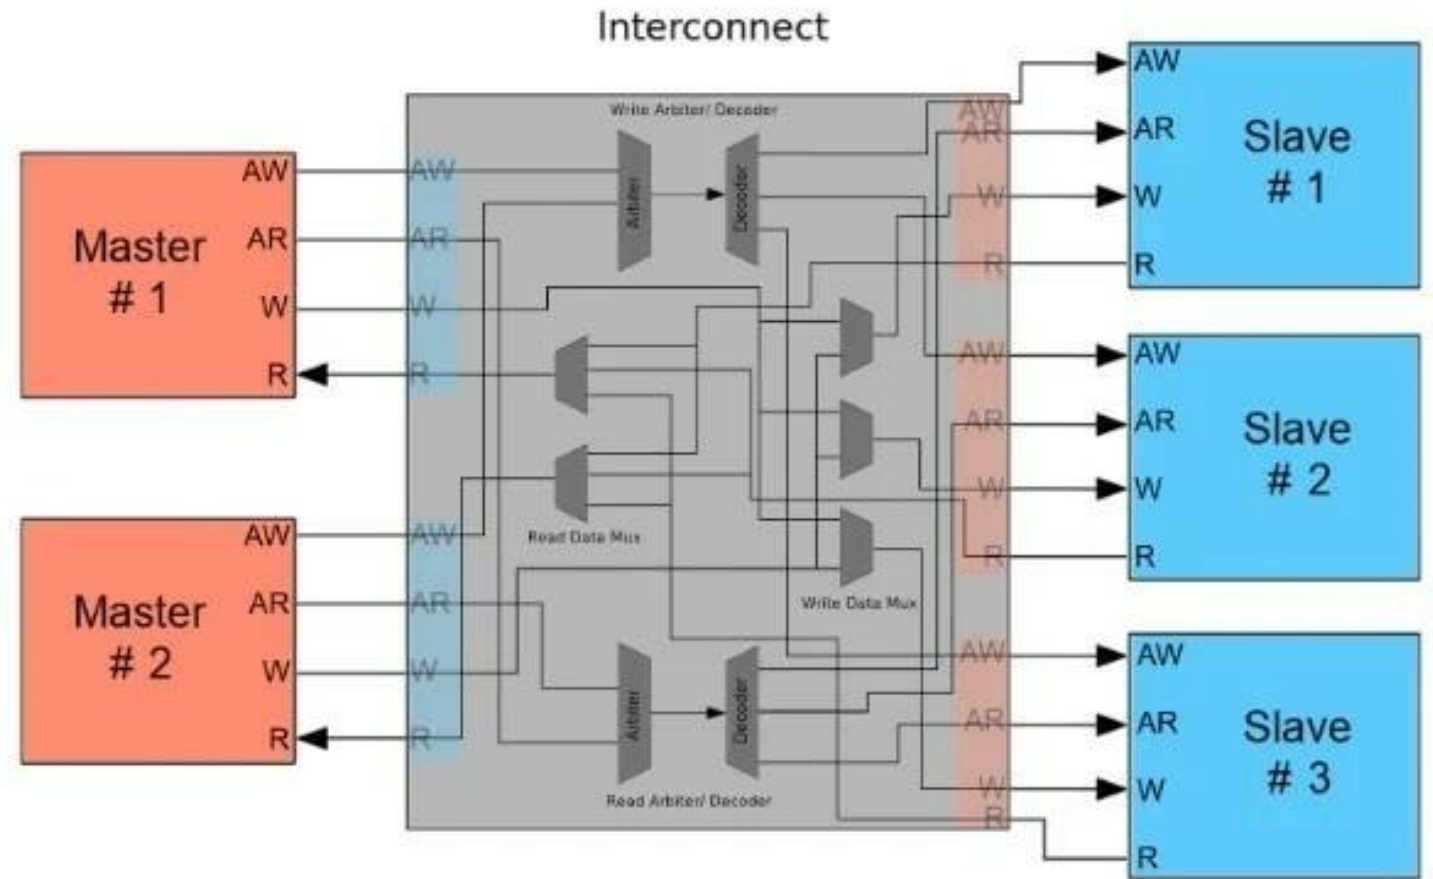 Interconnect
Write Arbiter/ Decoder
Arbiter
Decoder
Master
# 1
AW
AR
W
R
AW
AR
W
R
Master
# 2
AW
AR
W
R
AW
AR
W
R
Read Data Mux
Write Data Mux
Arbiter
Decoder
Read Arbiter/ Decoder
AW
AR
W
R
AW
AR
W
R
AW
AR
W
R
AW
AR
W
R
Slave
# 1
AW
AR
W
R
Slave
# 2
AW
AR
W
R
Slave
# 3